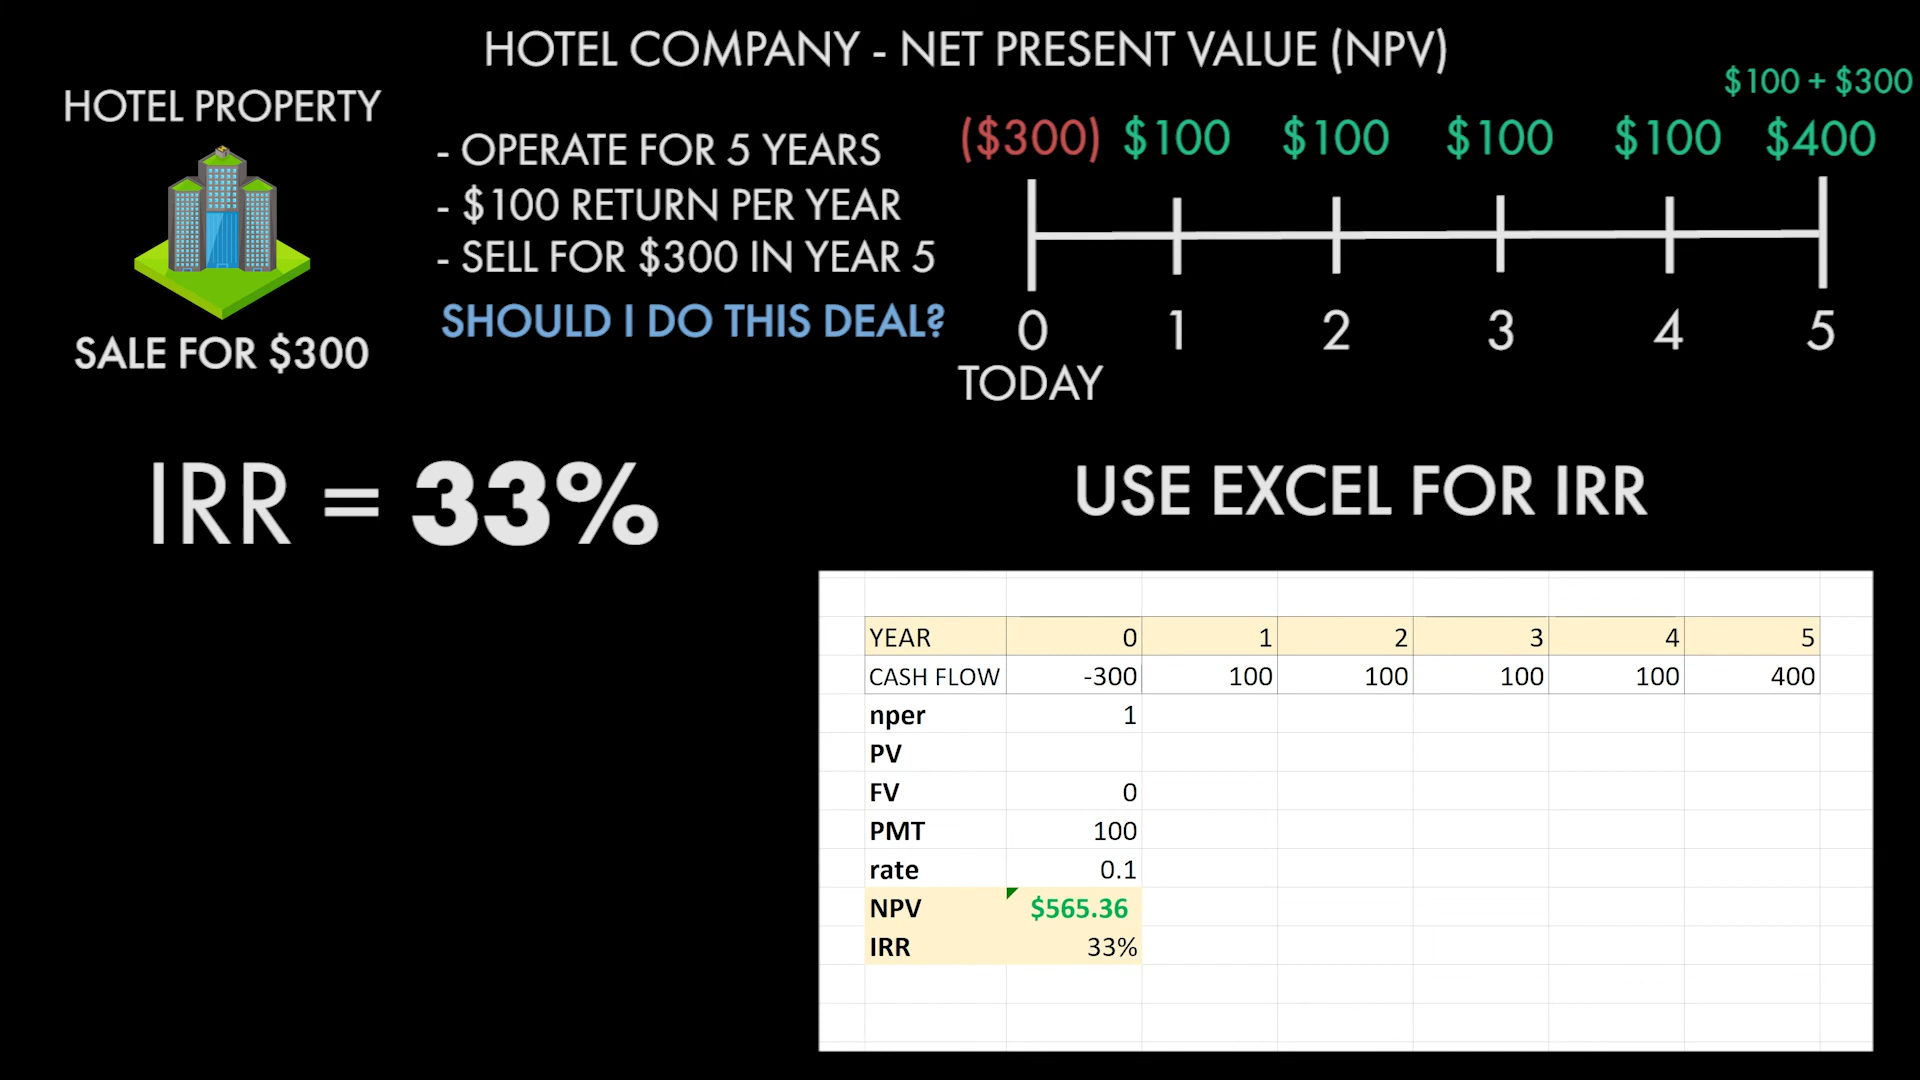 HOTEL COMPANY - NET PRESENT VALUE (NPV)
HOTEL PROPERTY
SALE FOR $300
- OPERATE FOR 5 YEARS
- $100 RETURN PER YEAR
- SELL FOR $300 IN YEAR 5
SHOULD I DO THIS DEAL?
$100 + $300
($300) $100 $100 $100 $100 $400
0 1 2 3 4 5
TODAY
IRR = 33%
USE EXCEL FOR IRR
YEAR 0 1 2 3 4 5
CASH FLOW -300 100 100 100 100 400
nper 1
PV
FV 0
PMT 100
rate 0.1
NPV $565.36
IRR 33%